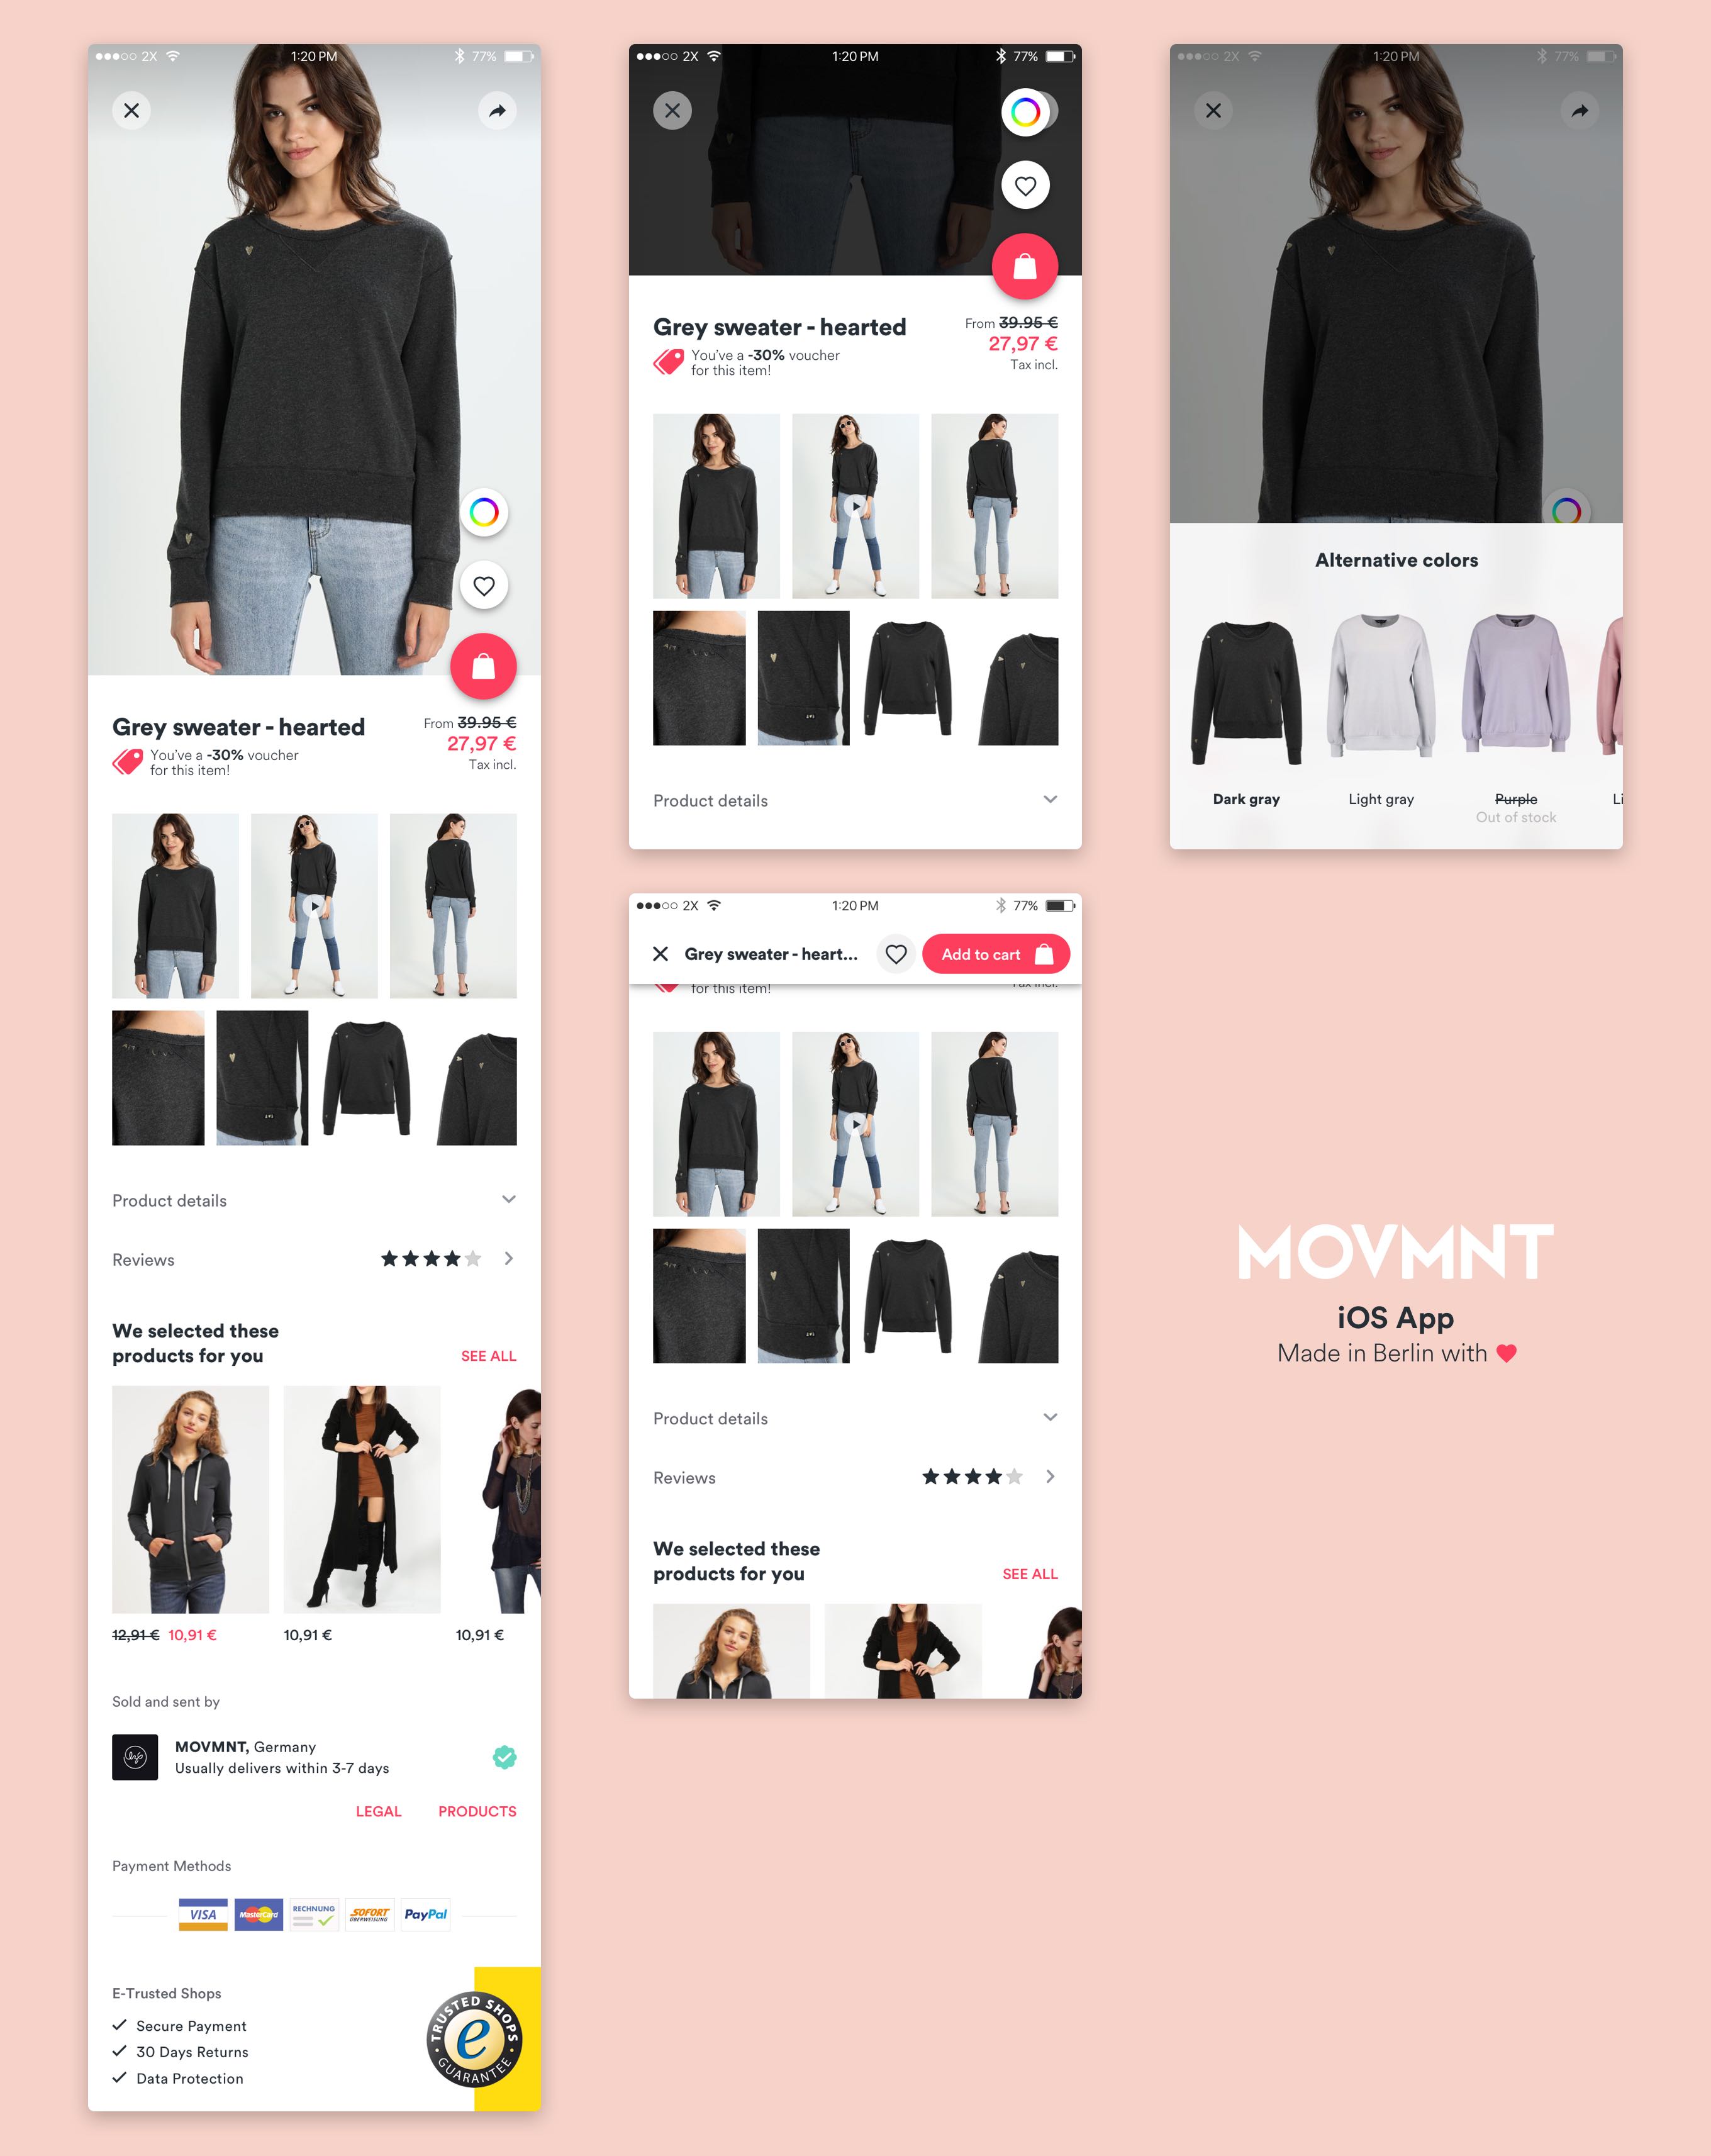 2X
1:20 PM
77%
Grey sweater - hearted
You've a -30% voucher
for this item!
From 39.95 €
27,97 €
Tax incl.
Product details
Reviews
We selected these
products for you
SEE ALL
12,91 € 10,91 €
10,91 €
10,91 €
Sold and sent by
MOVMNT, Germany
Usually delivers within 3-7 days
LEGAL
PRODUCTS
Payment Methods
VISA
MasterCard
RECHNUNG
SOFORT
ÜBERWEISUNG
PayPal
E-Trusted Shops
Secure Payment
30 Days Returns
Data Protection
TRUSTED SHOPS
e
GUARANTEE
2X
1:20 PM
77%
Grey sweater - hearted
You've a -30% voucher
for this item!
From 39.95 €
27,97 €
Tax incl.
Product details
2X
1:20 PM
77%
Grey sweater - heart...
Add to cart
for this item!
Tax incl.
Product details
Reviews
We selected these
products for you
SEE ALL
2X
1:20 PM
77%
Alternative colors
Dark gray
Light gray
Purple
Out of stock
Li
MOVMNT
iOS App
Made in Berlin with